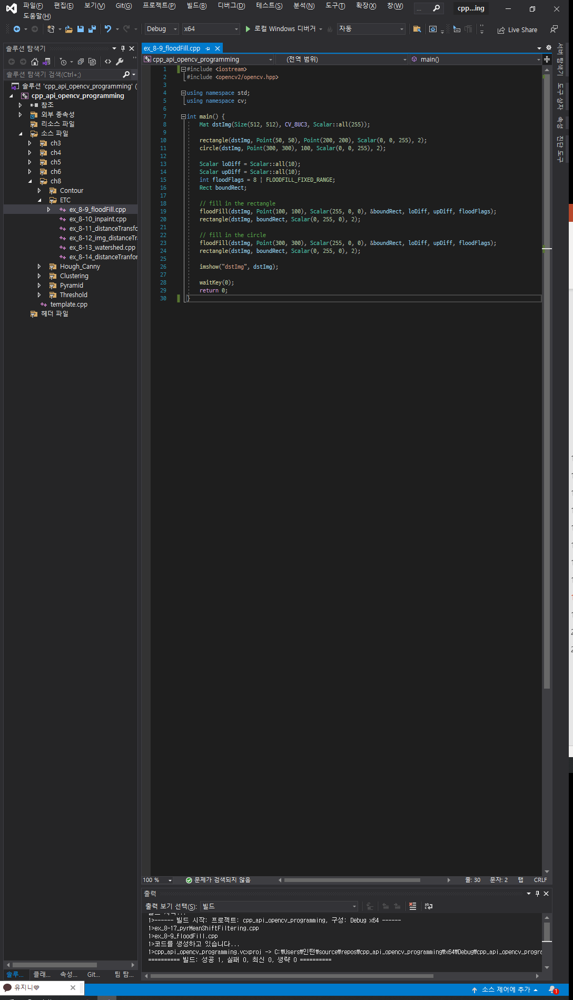 파일(F) 편집(E) 보기(V) Git(G) 프로젝트(P) 빌드(B) 디버그(D) 테스트(S) 분석(N) 도구(T) 확장(X) 창(W)
도움말(H)
... cpp...ing
Debug x64 로컬 Windows 디버거 자동 Live Share
솔루션 탐색기
솔루션 탐색기 검색(Ctrl+;)
솔루션 'cpp_api_opencv_programming' (
cpp_api_opencv_programming
참조
외부 종속성
리소스 파일
소스 파일
ch3
ch4
ch5
ch6
ch8
Contour
ETC
ex_8-9_floodFill.cpp
ex_8-10_inpaint.cpp
ex_8-11_distanceTransfo
ex_8-12_img_distanceTr
ex_8-13_watershed.cpp
ex_8-14_distanceTranfor
Hough_Canny
Clustering
Pyramid
Threshold
template.cpp
헤더 파일
솔루... 클래... 속성... Git... 팀 탐...
ex_8-9_floodFill.cpp
cpp_api_opencv_programming (전역 범위) main()
1 #include <iostream>
2 #include <opencv2/opencv.hpp>
3
4 using namespace std;
5 using namespace cv;
6
7 int main() {
8 Mat dstImg(Size(512, 512), CV_8UC3, Scalar::all(255));
9
10 rectangle(dstImg, Point(50, 50), Point(200, 200), Scalar(0, 0, 255), 2);
11 circle(dstImg, Point(300, 300), 100, Scalar(0, 0, 255), 2);
12
13 Scalar loDiff = Scalar::all(10);
14 Scalar upDiff = Scalar::all(10);
15 int floodFlags = 8 | FLOODFILL_FIXED_RANGE;
16 Rect boundRect;
17
18 // fill in the rectangle
19 floodFill(dstImg, Point(100, 100), Scalar(255, 0, 0), &boundRect, loDiff, upDiff, floodFlags);
20 rectangle(dstImg, boundRect, Scalar(0, 255, 0), 2);
21
22 // fill in the circle
23 floodFill(dstImg, Point(300, 300), Scalar(255, 0, 0), &boundRect, loDiff, upDiff, floodFlags);
24 rectangle(dstImg, boundRect, Scalar(0, 255, 0), 2);
25
26 imshow("dstImg", dstImg);
27
28 waitKey(0);
29 return 0;
30 }
서버 탐색기
도구 상자
속성
진단 도구
100 % 문제가 검색되지 않음 줄: 30 문자: 2 탭 CRLF
출력
출력 보기 선택(S): 빌드
1>------ 빌드 시작: 프로젝트: cpp_api_opencv_programming, 구성: Debug x64 ------
1>ex_8-17_pyrMeanShiftFiltering.cpp
1>ex_8-9_floodFill.cpp
1>코드를 생성하고 있습니다...
1>cpp_api_opencv_programming.vcxproj -> C:₩Users₩인턴₩source₩repos₩cpp_api_opencv_programming₩x64₩Debug₩cpp_api_opencv_progra
========== 빌드: 성공 1, 실패 0, 최신 0, 생략 0 ==========
유지니🤎
소스 제어에 추가 1